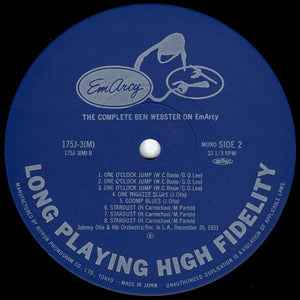 EmArcy
THE COMPLETE BEN WEBSTER ON EmArcy
175J-3(M)
175J-3(M) B
MONO SIDE 2
33 1/3 RPM
1. ONE O'CLOCK JUMP (W.C.Basie/G.O.Lee)
2. ONE O'CLOCK JUMP (W.C.Basie/G.O.Lee)
3. ONE O'CLOCK JUMP (W.C.Basie/G.O.Lee)
4. ONE NIGHTER BLUES (J.Otis)
5. GOOMP BLUES (J.Otis)
6. STARDUST (H.Carmichael/M.Parish)
7. STARDUST (H.Carmichael/M.Parish)
8. STARDUST (H.Carmichael/M.Parish)
Johnny Otis & His Orchestra; Rec. in L.A., December 26, 1951
LONG PLAYING HIGH FIDELITY
MANUFACTURED BY NIPPON PHONOGRAM CO. LTD., TOKYO · MADE IN JAPAN · UNAUTHORIZED DUPLICATION IS A VIOLATION OF APPLICABLE LAWS.